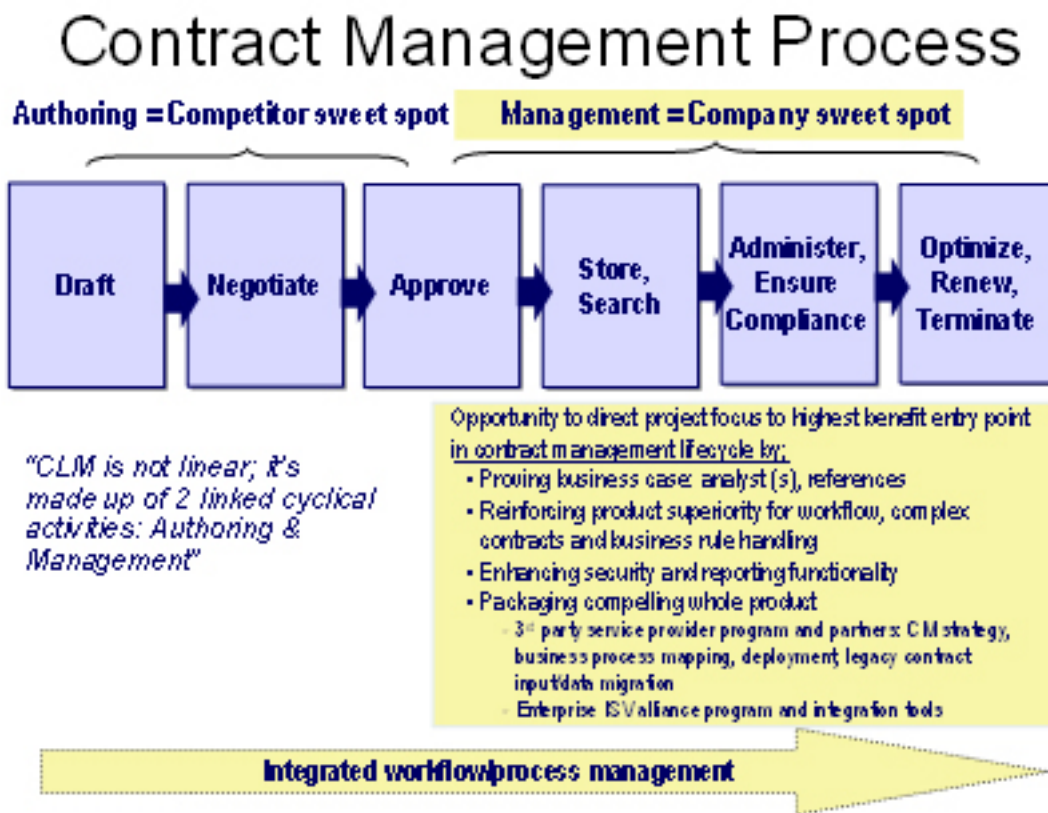 Contract Management Process
Authoring = Competitor sweet spot
Management = Company sweet spot
Draft
Negotiate
Approve
Store,
Search
Administer,
Ensure
Compliance
Optimize,
Renew,
Terminate
"CLM is not linear; it's
made up of 2 linked cyclical
activities: Authoring &
Management"
Opportunity to direct project focus to highest benefit entry point
in contract management lifecycle by;
• Proving business case: analyst (s), references
• Reinforcing product superiority for workflow, complex
contracts and business rule handling
• Enhancing security and reporting functionality
• Packaging compelling whole product
- 3rd party service provider program and partners: CM strategy,
business process mapping, deployment, legacy contract
input/data migration
- Enterprise ISV alliance program and integration tools
Integrated workflow/process management